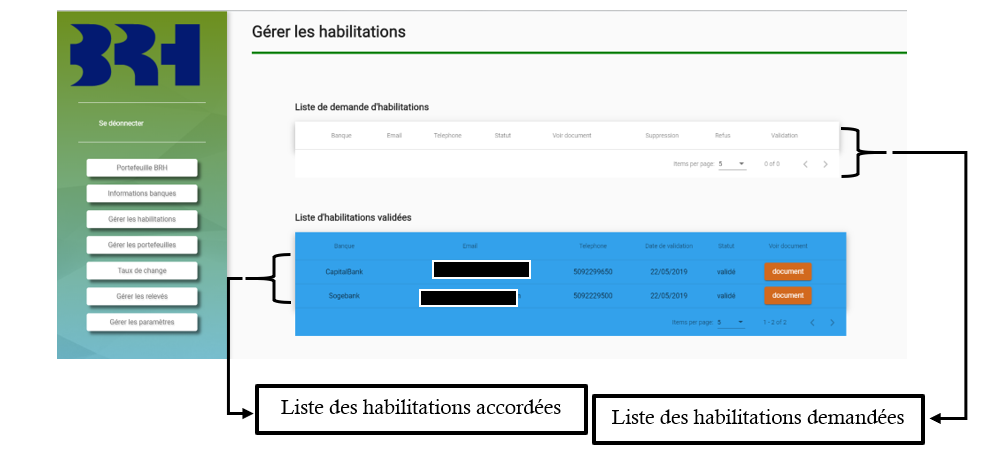 BRH
Gérer les habilitations
Se déonnecter
Portefeuille BRH
Informations banques
Gérer les habilitations
Gérer les portefeuilles
Taux de change
Gérer les relevés
Gérer les paramètres
Liste de demande d'habilitations
Banque Email Telephone Statut Voir document Suppression Refus Validation
Items per page: 5 0 of 0
Liste d'habilitations validées
Banque Email Telephone Date de validation Statut Voir document
CapitalBank 5092299650 22/05/2019 validé document
Sogebank 5092229500 22/05/2019 validé document
Items per page: 5 1 - 2 of 2
Liste des habilitations accordées
Liste des habilitations demandées